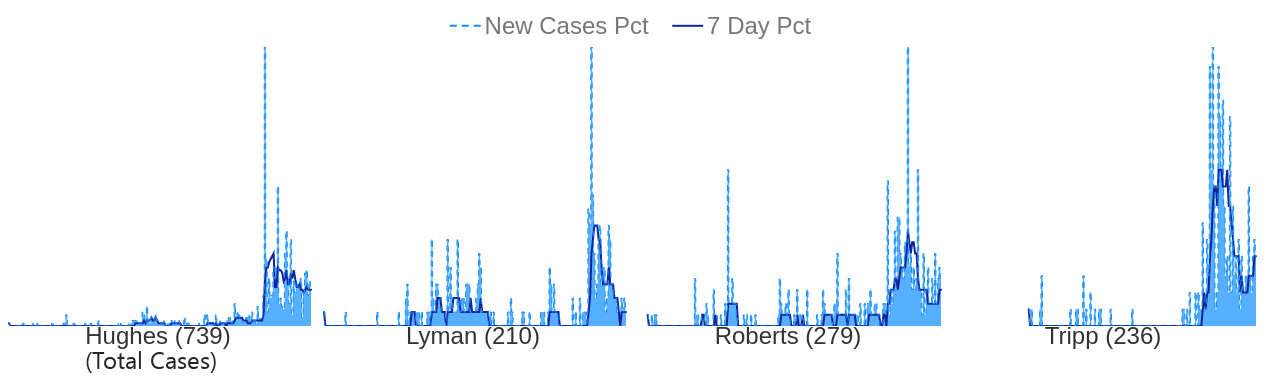 New Cases Pct 7 Day Pct
Hughes (739) Lyman (210) Roberts (279) Tripp (236)
(Total Cases)